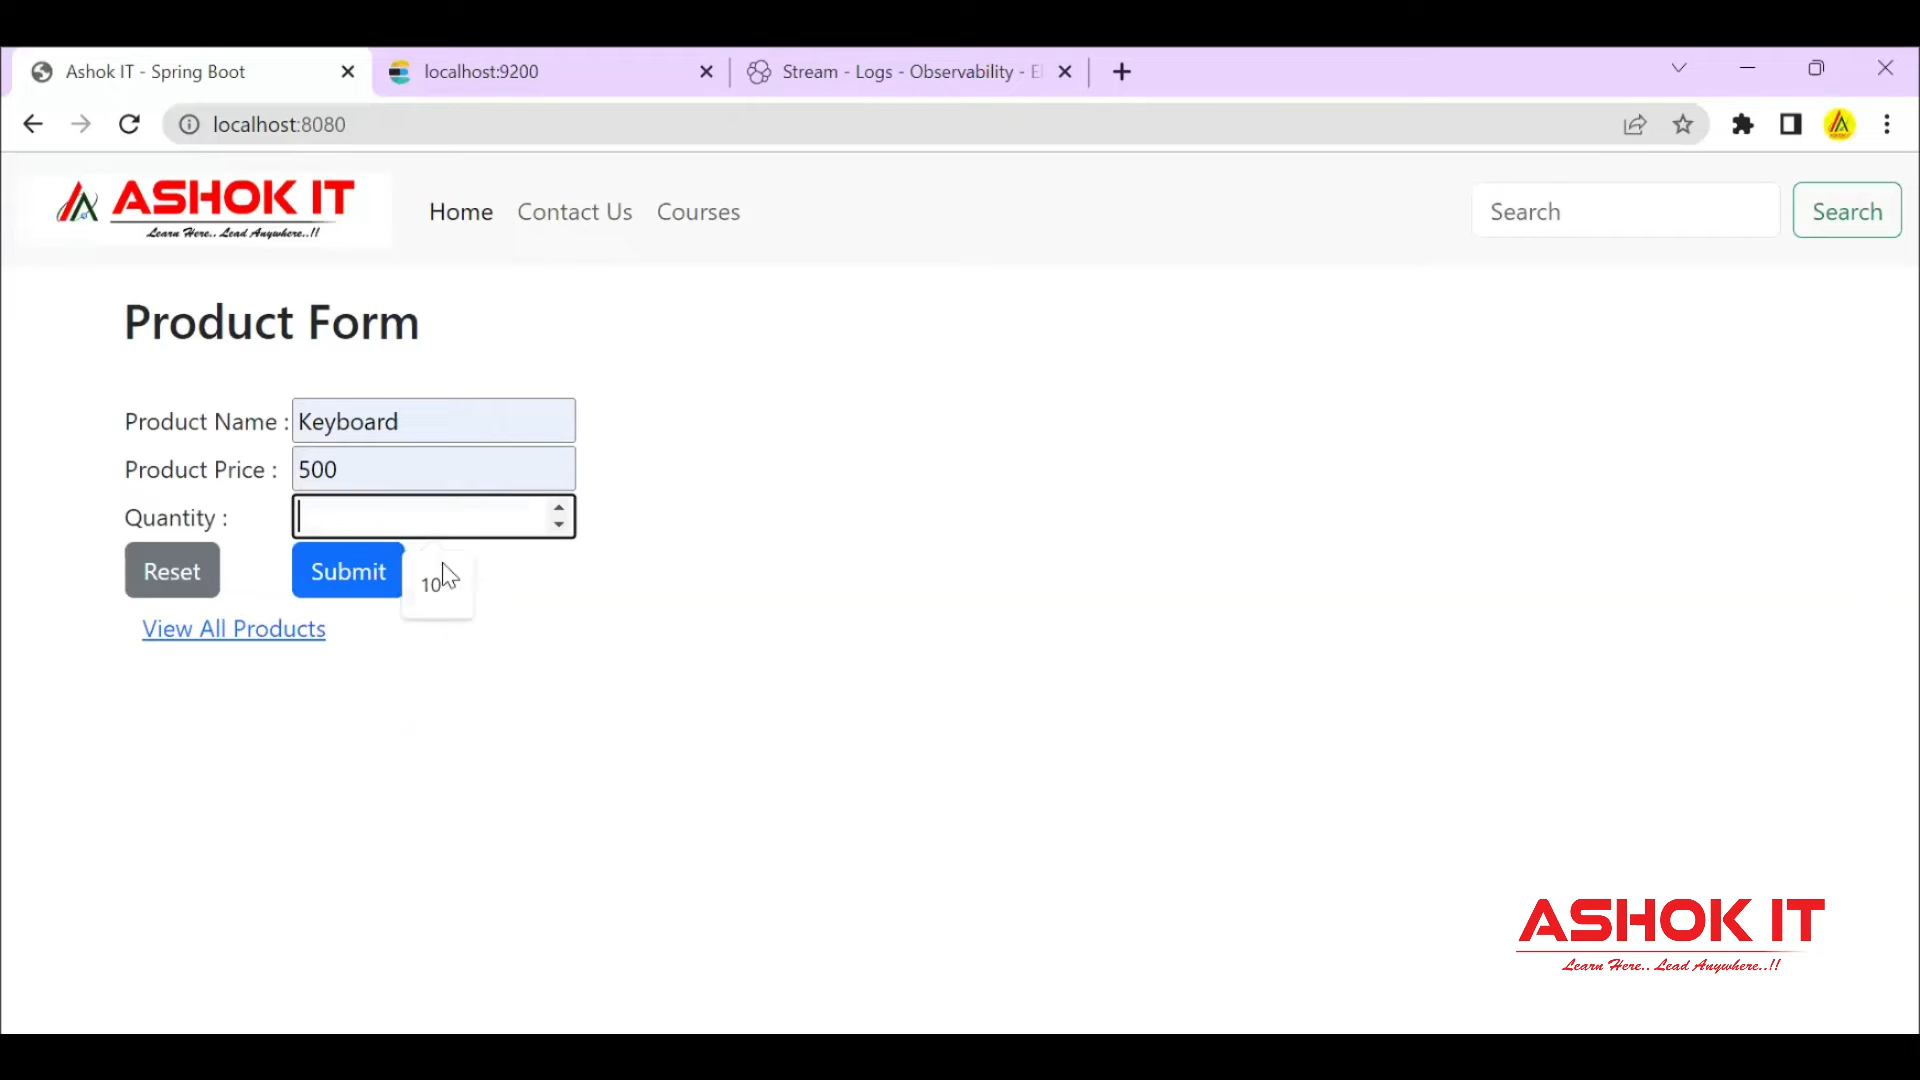 Ashok IT - Spring Boot
localhost:9200
Stream - Logs - Observability - El
localhost:8080
ASHOK IT
Learn Here.. Lead Anywhere..!!
Home
Contact Us
Courses
Search
Search
Product Form
Product Name :
Keyboard
Product Price :
500
Quantity :
Reset
Submit
10
View All Products
ASHOK IT
Learn Here.. Lead Anywhere..!!